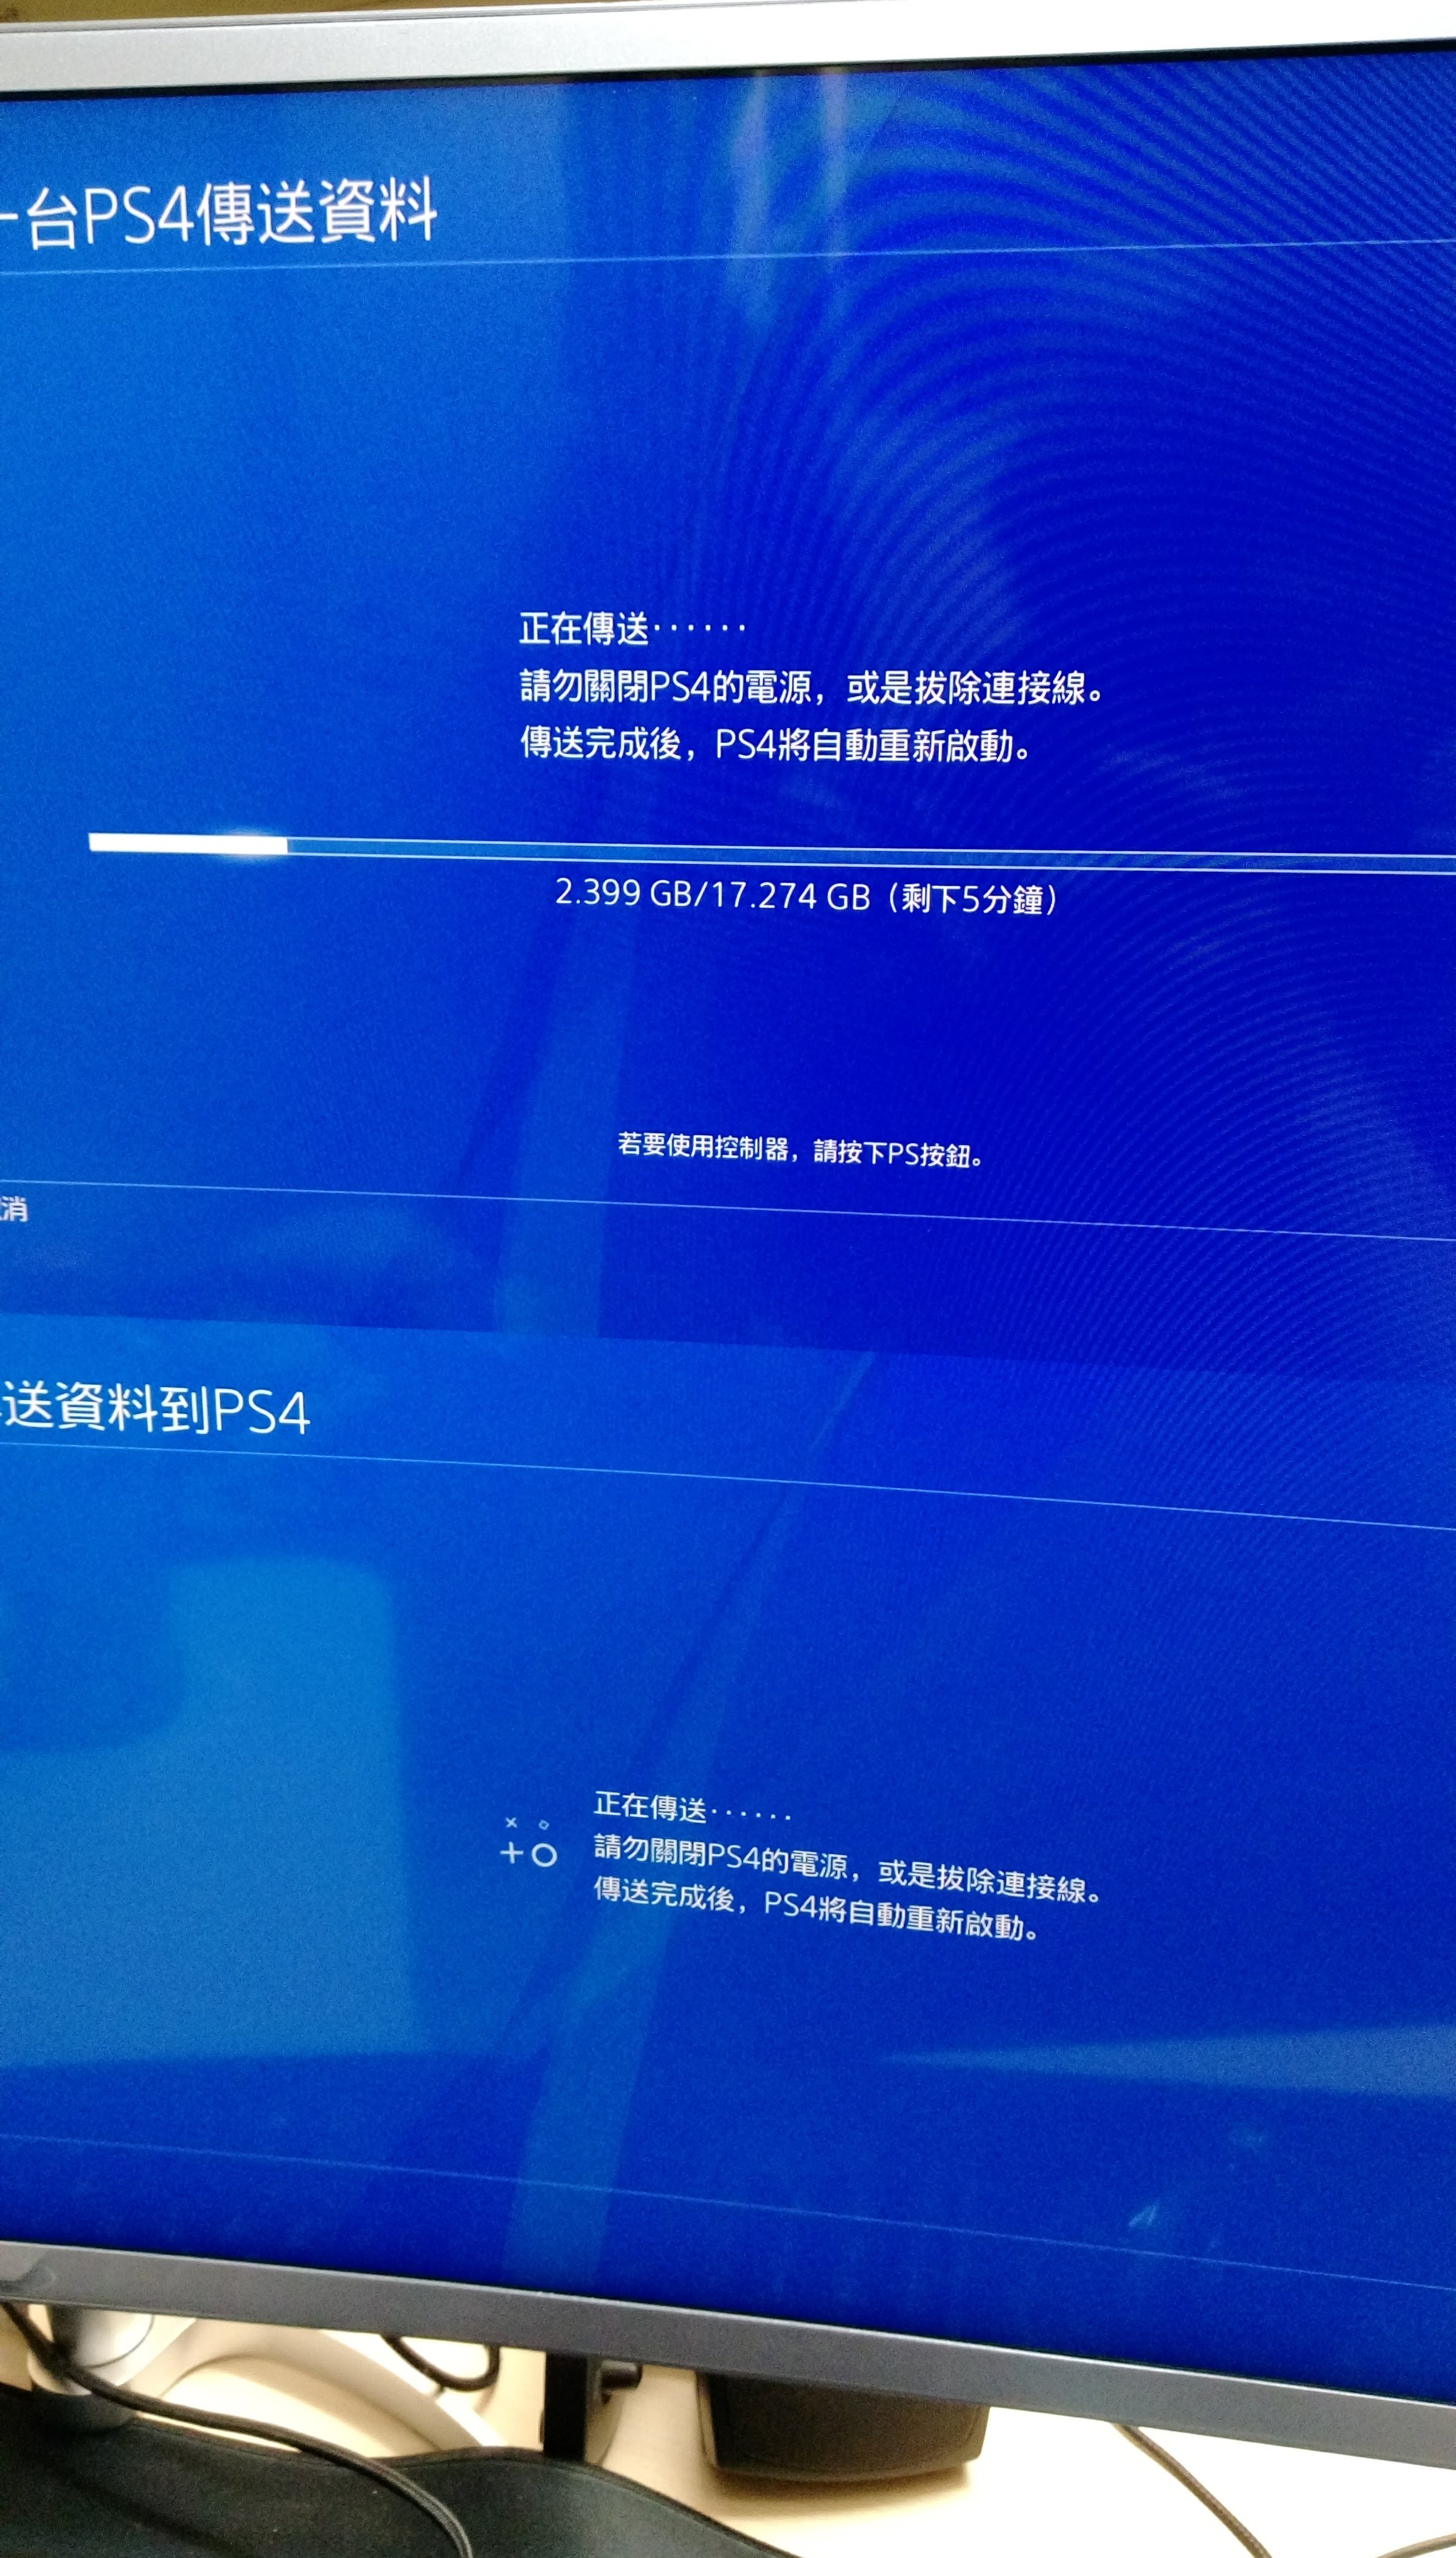 一台PS4傳送資料
正在傳送······
請勿關閉PS4的電源，或是拔除連接線。
傳送完成後，PS4將自動重新啟動。
2.399 GB/17.274 GB（剩下5分鐘）
若要使用控制器，請按下PS按鈕。
消
送資料到PS4
正在傳送······
請勿關閉PS4的電源，或是拔除連接線。
傳送完成後，PS4將自動重新啟動。